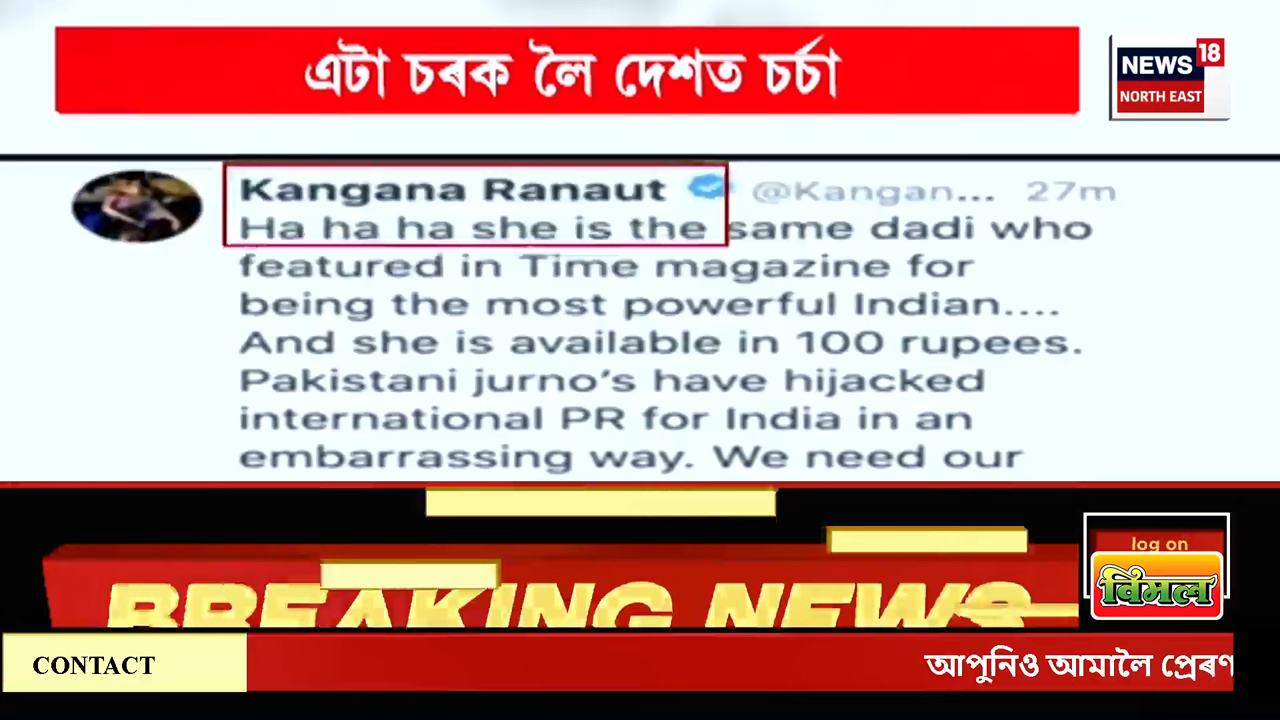 এটা চৰক লৈ দেশত চৰ্চা
NEWS 18
NORTH EAST
Kangana Ranaut @Kangan... 27m
Ha ha ha she is the same dadi who
featured in Time magazine for
being the most powerful Indian....
And she is available in 100 rupees.
Pakistani jurno's have hijacked
international PR for India in an
embarrassing way. We need our
log on
विमल
BREAKING NEWS
CONTACT
আপুনিও আমালৈ প্ৰেৰণ